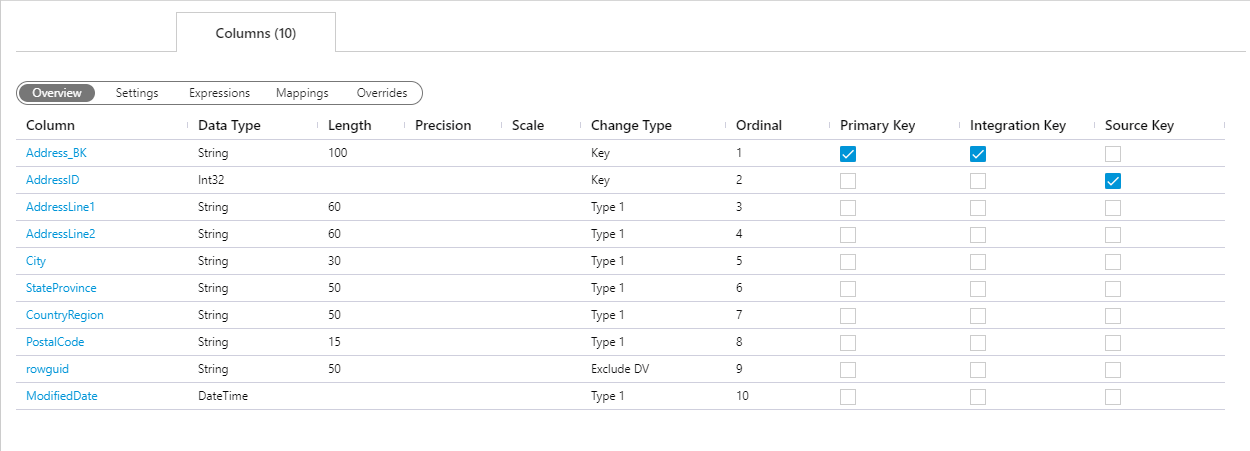 Columns (10)
Overview Settings Expressions Mappings Overrides
Column Data Type Length Precision Scale Change Type Ordinal Primary Key Integration Key Source Key
Address_BK String 100 Key 1
AddressID Int32 Key 2
AddressLine1 String 60 Type 1 3
AddressLine2 String 60 Type 1 4
City String 30 Type 1 5
StateProvince String 50 Type 1 6
CountryRegion String 50 Type 1 7
PostalCode String 15 Type 1 8
rowguid String 50 Exclude DV 9
ModifiedDate DateTime Type 1 10